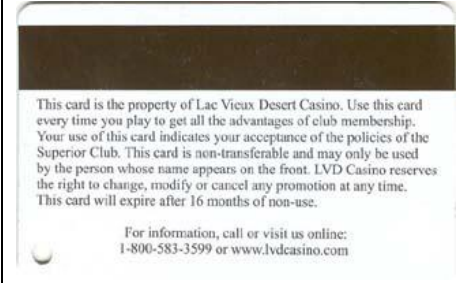 This card is the property of Lac Vieux Desert Casino. Use this card
every time you play to get all the advantages of club membership.
Your use of this card indicates your acceptance of the policies of the
Superior Club. This card is non-transferable and may only be used
by the person whose name appears on the front. LVD Casino reserves
the right to change, modify or cancel any promotion at any time.
This card will expire after 16 months of non-use.
For information, call or visit us online:
1-800-583-3599 or www.lvdcasino.com